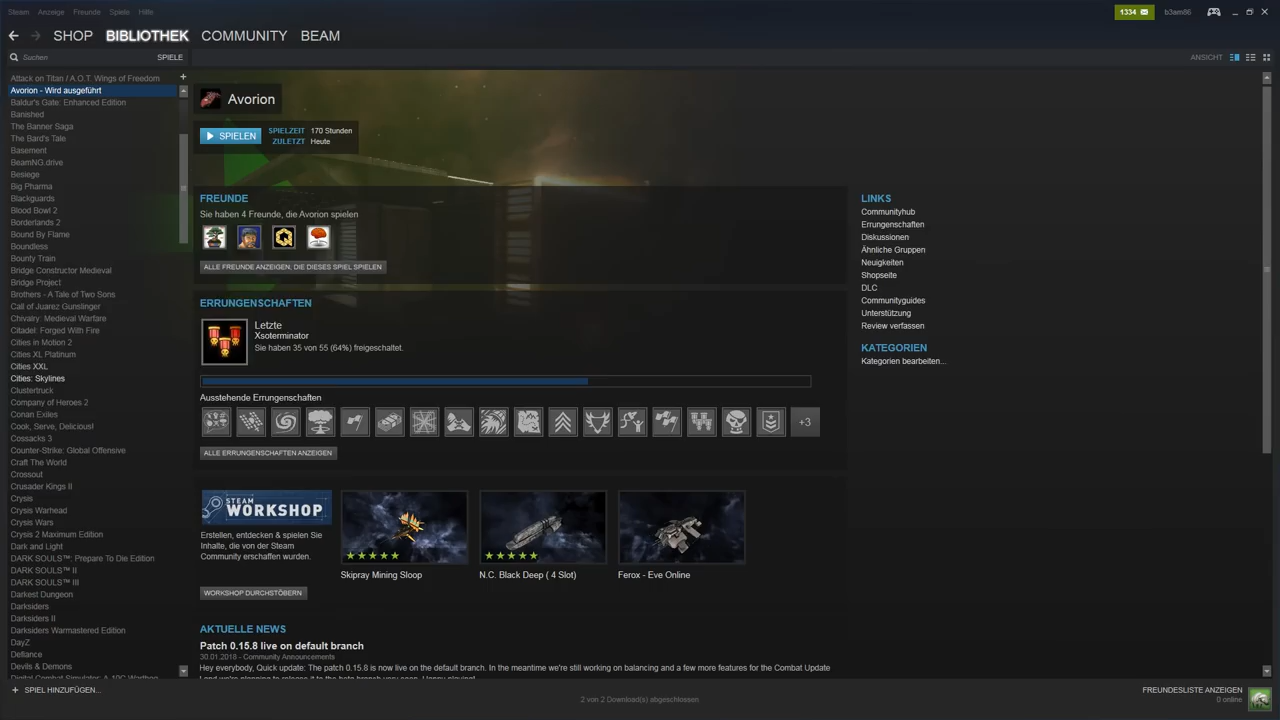 Steam Anzeige Freunde Spiele Hilfe
1334 b3am86
SHOP BIBLIOTHEK COMMUNITY BEAM
Suchen SPIELE
ANSICHT
Attack on Titan / A.O.T. Wings of Freedom
Avorion - Wird ausgeführt
Baldur's Gate: Enhanced Edition
Banished
The Banner Saga
The Bard's Tale
Basement
BeamNG.drive
Besiege
Big Pharma
Blackguards
Blood Bowl 2
Borderlands 2
Bound By Flame
Boundless
Bounty Train
Bridge Constructor Medieval
Bridge Project
Brothers - A Tale of Two Sons
Call of Juarez Gunslinger
Chivalry: Medieval Warfare
Citadel: Forged With Fire
Cities in Motion 2
Cities XL Platinum
Cities XXL
Cities: Skylines
Clustertruck
Company of Heroes 2
Conan Exiles
Cook, Serve, Delicious!
Cossacks 3
Counter-Strike: Global Offensive
Craft The World
Crossout
Crusader Kings II
Crysis
Crysis Warhead
Crysis Wars
Crysis 2 Maximum Edition
Dark and Light
DARK SOULS™: Prepare To Die Edition
DARK SOULS™ II
DARK SOULS™ III
Darkest Dungeon
Darksiders
Darksiders II
Darksiders Warmastered Edition
DayZ
Defiance
Devils & Demons
Digital Combat Simulator: A-10C Warthog
+ SPIEL HINZUFÜGEN...
Avorion
SPIELEN
SPIELZEIT 170 Stunden
ZULETZT Heute
FREUNDE
Sie haben 4 Freunde, die Avorion spielen
ALLE FREUNDE ANZEIGEN, DIE DIESES SPIEL SPIELEN
ERRUNGENSCHAFTEN
Letzte
Xsoterminator
Sie haben 35 von 55 (64%) freigeschaltet.
Ausstehende Errungenschaften
+3
ALLE ERRUNGENSCHAFTEN ANZEIGEN
STEAM WORKSHOP
Erstellen, entdecken & spielen Sie
Inhalte, die von der Steam
Community erschaffen wurden.
WORKSHOP DURCHSTÖBERN
Skipray Mining Sloop
N.C. Black Deep ( 4 Slot)
Ferox - Eve Online
AKTUELLE NEWS
Patch 0.15.8 live on default branch
30.01.2018 - Community Announcements
Hey everybody, Quick update: The patch 0.15.8 is now live on the default branch. In the meantime we're still working on balancing and a few more features for the Combat Update
LINKS
Communityhub
Errungenschaften
Diskussionen
Ähnliche Gruppen
Neuigkeiten
Shopseite
DLC
Communityguides
Unterstützung
Review verfassen
KATEGORIEN
Kategorien bearbeiten...
2 von 2 Download(s) abgeschlossen
FREUNDESLISTE ANZEIGEN
0 online